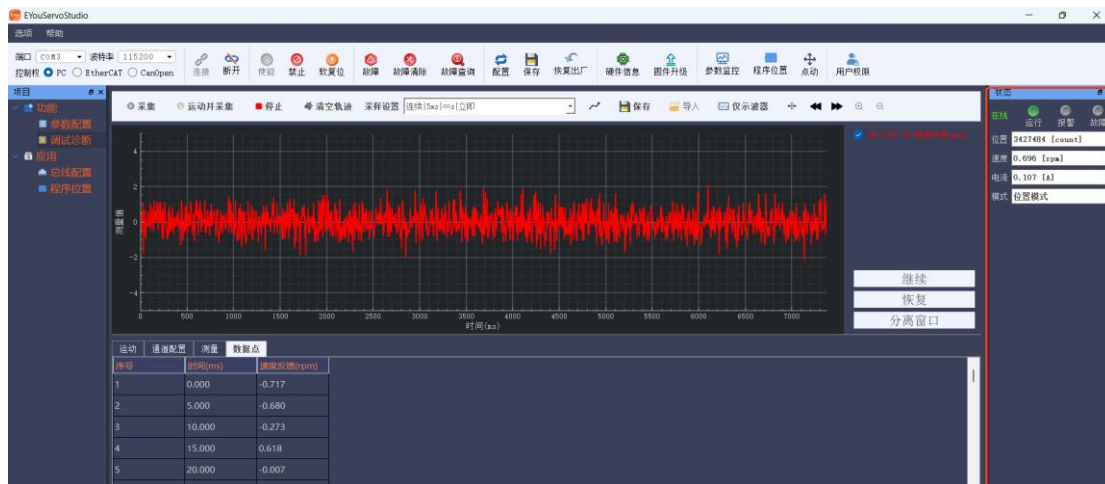 EYouServoStudio
选项 帮助
端口 COM3 波特率 115200 连接 断开 使能 禁止 软复位 故障 故障清除 故障查询 配置 保存 恢复出厂 硬件信息 固件升级 参数监控 程序位置 点动 用户权限
控制权 PC EtherCAT CanOpen
项目
功能
参数配置
调试诊断
应用
总线配置
程序位置
采集 运动并采集 停止 清空轨迹 采样设置 连续|5ms|∞s|立即 保存 导入 仅示波器
4
2
0
-2
-4
测量值
0 500 1000 1500 2000 2500 3000 3500 4000 4500 5000 5500 6000 6500 7000
时间(ms)
继续
恢复
分离窗口
运动 通道配置 测量 数据点
序号 时间(ms) 速度反馈(rpm)
1 0.000 -0.717
2 5.000 -0.680
3 10.000 -0.273
4 15.000 0.618
5 20.000 -0.007
状态
在线 运行 报警 故障
位置 3427484 [count]
速度 0.696 [rpm]
电流 0.107 [A]
模式 位置模式